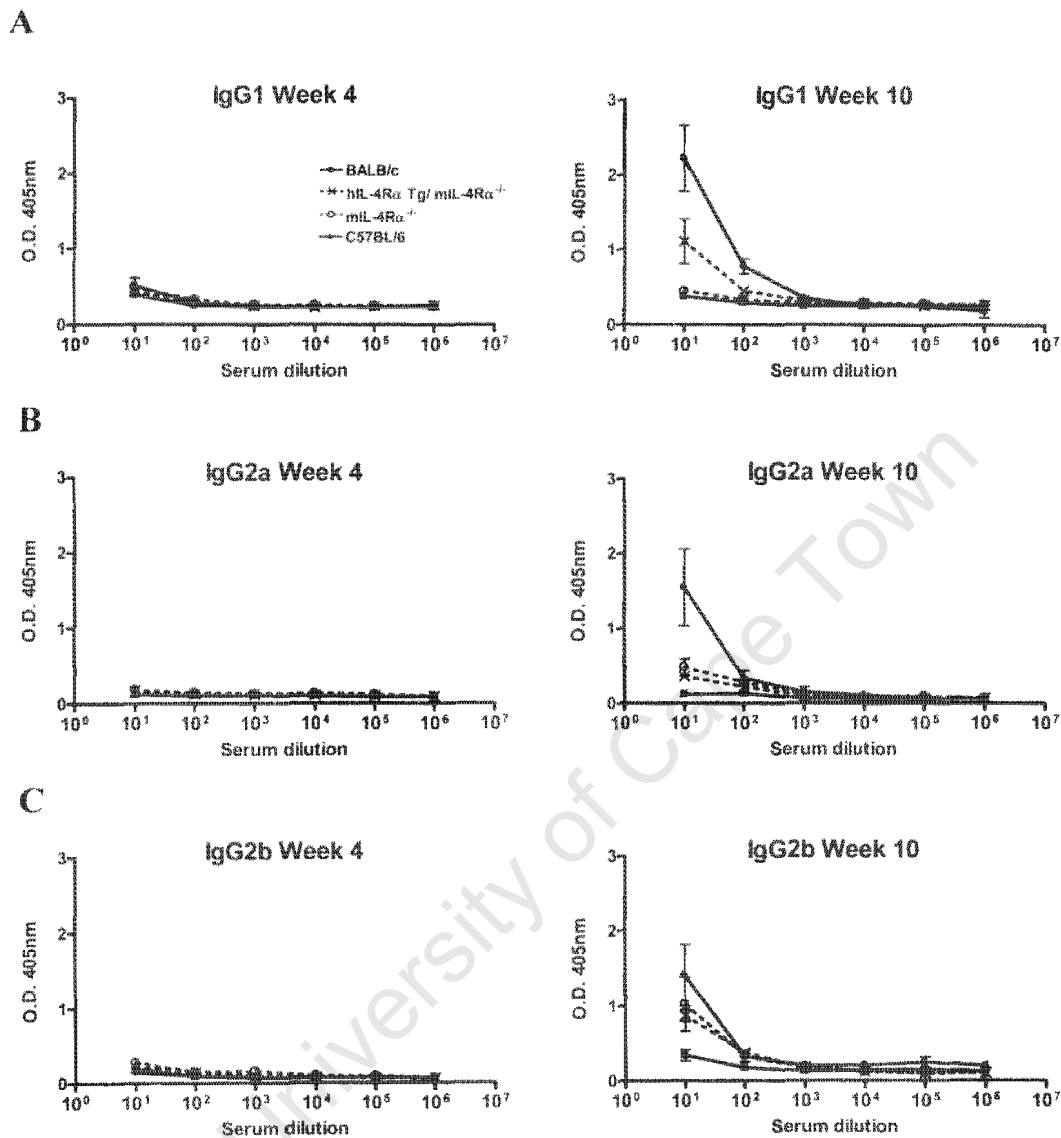 A
IgG1 Week 4
3
2
1
0
O.D. 405nm
BALB/c
hIL-4Rα Tg/ mIL-4Rα-/-
mIL-4Rα-/-
C57BL/6
10⁰ 10¹ 10² 10³ 10⁴ 10⁵ 10⁶ 10⁷
Serum dilution
IgG1 Week 10
3
2
1
0
O.D. 405nm
10⁰ 10¹ 10² 10³ 10⁴ 10⁵ 10⁶ 10⁷
Serum dilution
B
IgG2a Week 4
3
2
1
0
O.D. 405nm
10⁰ 10¹ 10² 10³ 10⁴ 10⁵ 10⁶ 10⁷
Serum dilution
IgG2a Week 10
3
2
1
0
O.D. 405nm
10⁰ 10¹ 10² 10³ 10⁴ 10⁵ 10⁶ 10⁷
Serum dilution
C
IgG2b Week 4
3
2
1
0
O.D. 405nm
10⁰ 10¹ 10² 10³ 10⁴ 10⁵ 10⁶ 10⁷
Serum dilution
IgG2b Week 10
3
2
1
0
O.D. 405nm
10⁰ 10¹ 10² 10³ 10⁴ 10⁵ 10⁶ 10⁷
Serum dilution
University of Cape Town